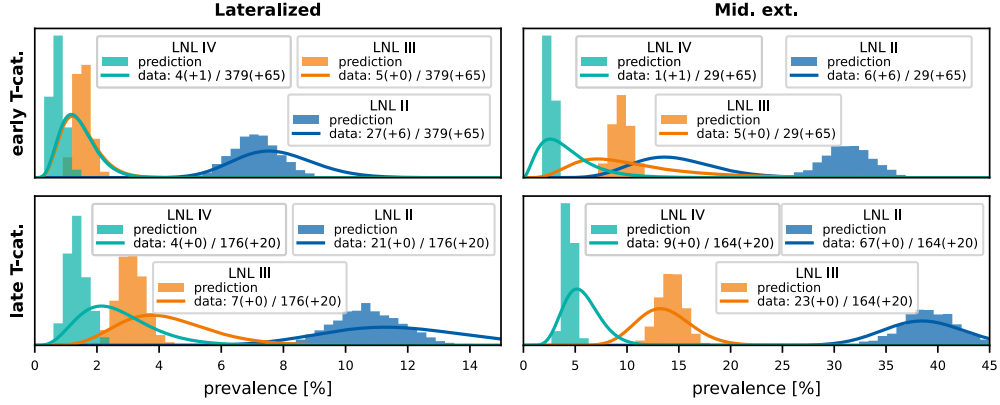 Lateralized
Mid. ext.
early T-cat.
LNL IV
prediction
data: 4(+1) / 379(+65)
LNL III
prediction
data: 5(+0) / 379(+65)
LNL II
prediction
data: 27(+6) / 379(+65)
LNL IV
prediction
data: 1(+1) / 29(+65)
LNL II
prediction
data: 6(+6) / 29(+65)
LNL III
prediction
data: 5(+0) / 29(+65)
late T-cat.
LNL IV
prediction
data: 4(+0) / 176(+20)
LNL II
prediction
data: 21(+0) / 176(+20)
LNL III
prediction
data: 7(+0) / 176(+20)
LNL IV
prediction
data: 9(+0) / 164(+20)
LNL II
prediction
data: 67(+0) / 164(+20)
LNL III
prediction
data: 23(+0) / 164(+20)
0 2 4 6 8 10 12 14
prevalence [%]
0 5 10 15 20 25 30 35 40 45
prevalence [%]